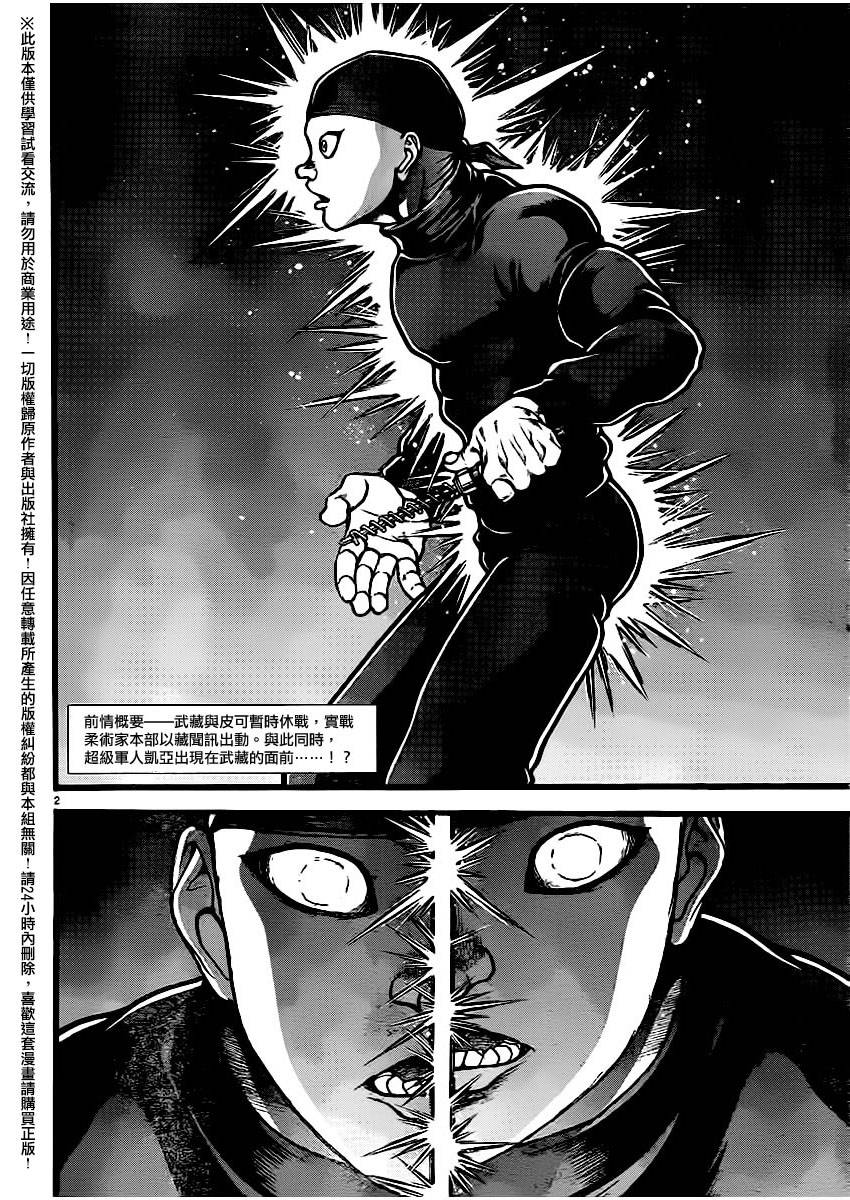 ※此版本僅供學習試看交流，請勿用於商業用途！一切版權歸原作者與出版社擁有！因任意轉載所產生的版權糾紛都與本組無關！請24小時內刪除，喜歡這套漫畫請購買正版！
前情概要——武藏與皮可暫時休戰，實戰
柔術家本部以藏聞訊出動。與此同時，
超級軍人凱亞出現在武藏的面前……！？
2